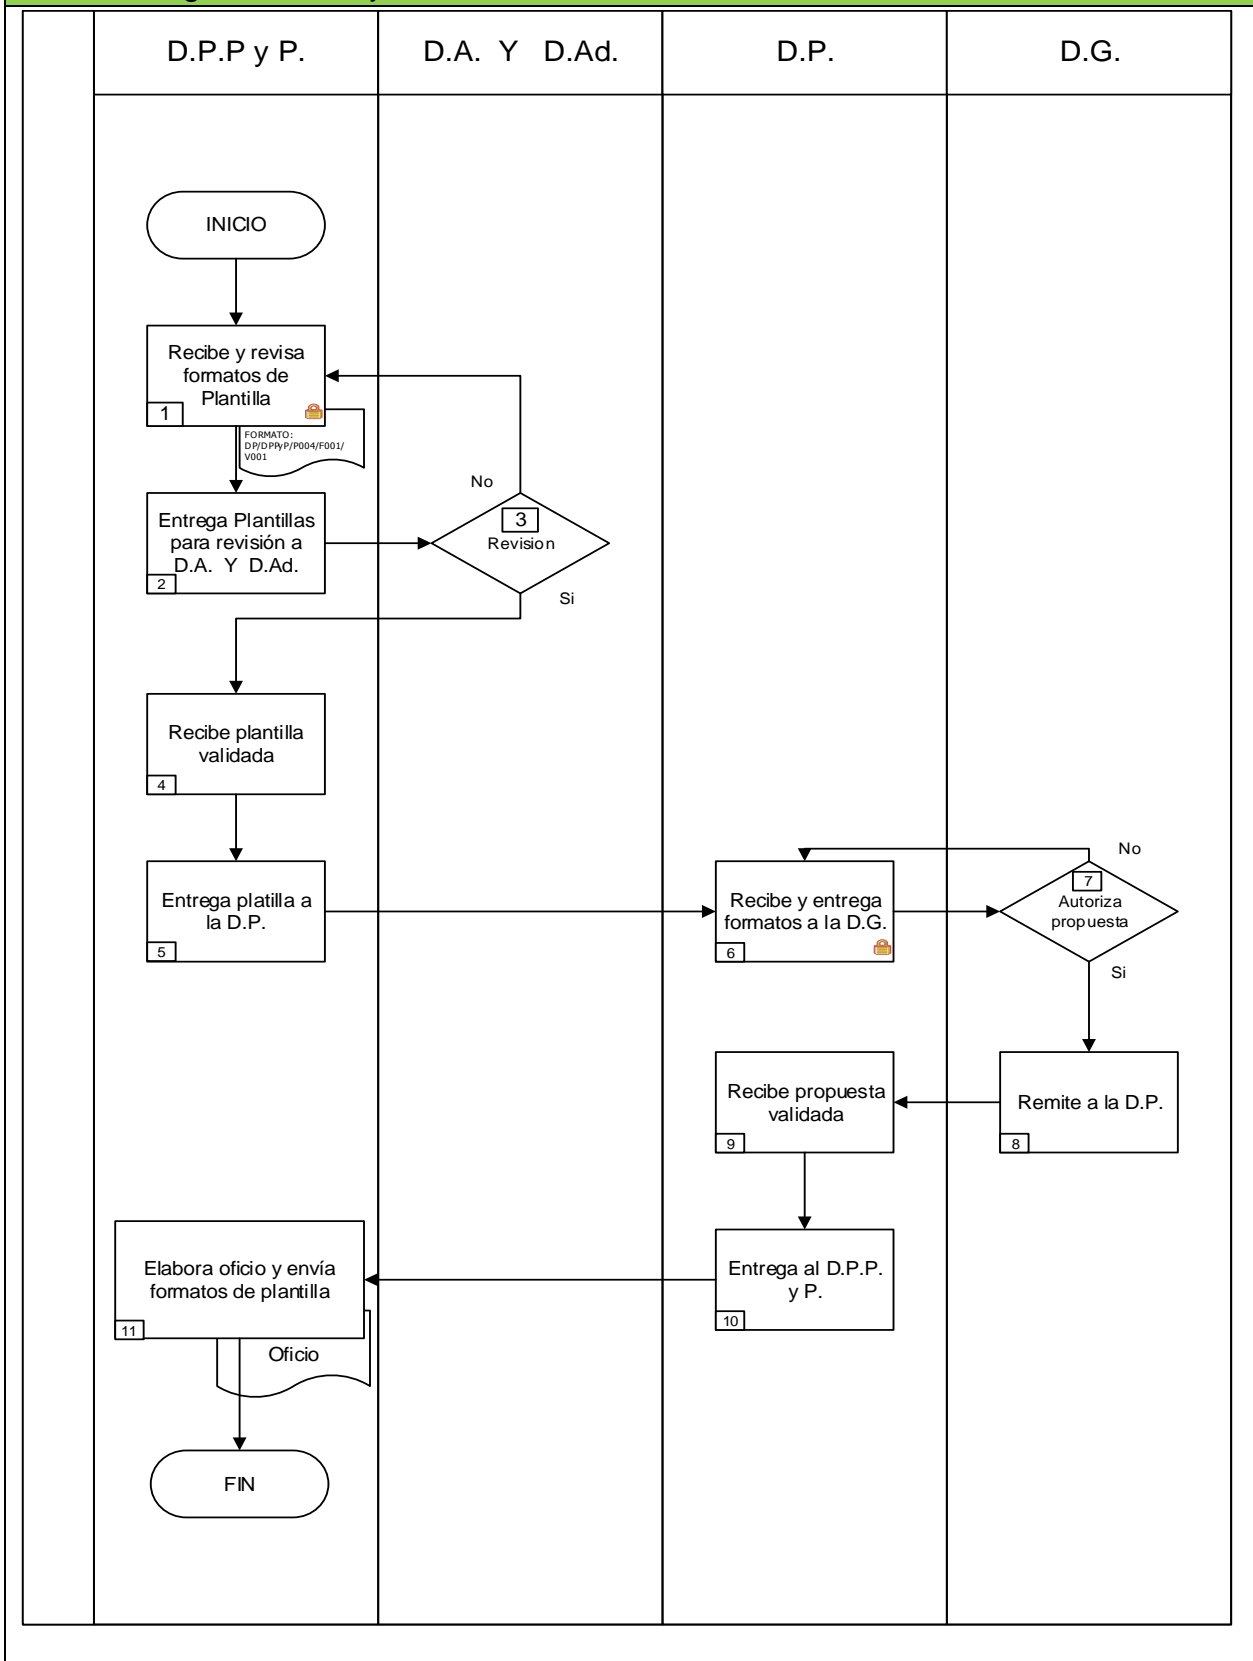 D.P.P y P.
D.A. Y D.Ad.
D.P.
D.G.
INICIO
Recibe y revisa
formatos de
Plantilla
1
FORMATO:
DP/DPPyP/P004/F001/
V001
Entrega Plantillas
para revisión a
D.A. Y D.Ad.
2
No
3
Revision
Si
Recibe plantilla
validada
4
Entrega platilla a
la D.P.
5
Recibe y entrega
formatos a la D.G.
6
No
7
Autoriza
propuesta
Si
Remite a la D.P.
8
Recibe propuesta
validada
9
Entrega al D.P.P.
y P.
10
Elabora oficio y envía
formatos de plantilla
11
Oficio
FIN